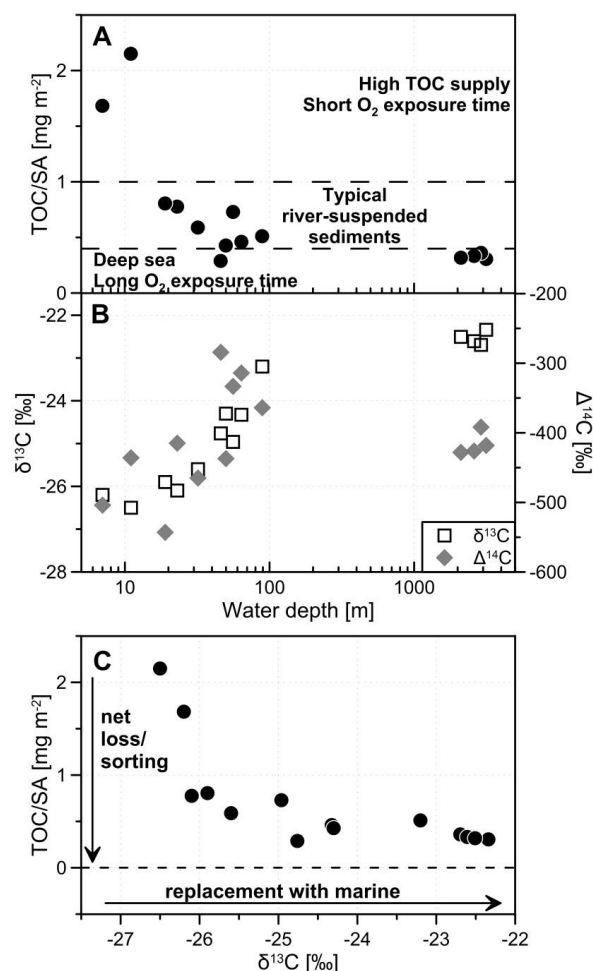 A
TOC/SA [mg m⁻²]
2
1
0
High TOC supply
Short O₂ exposure time
Typical
river-suspended
sediments
Deep sea
Long O₂ exposure time
B
δ¹³C [‰]
-22
-24
-26
-28
-200
-300
-400
-500
-600
Δ¹⁴C [‰]
δ¹³C
Δ¹⁴C
10
100
1000
Water depth [m]
C
TOC/SA [mg m⁻²]
2
1
0
net
loss/
sorting
replacement with marine
-27
-26
-25
-24
-23
-22
δ¹³C [‰]